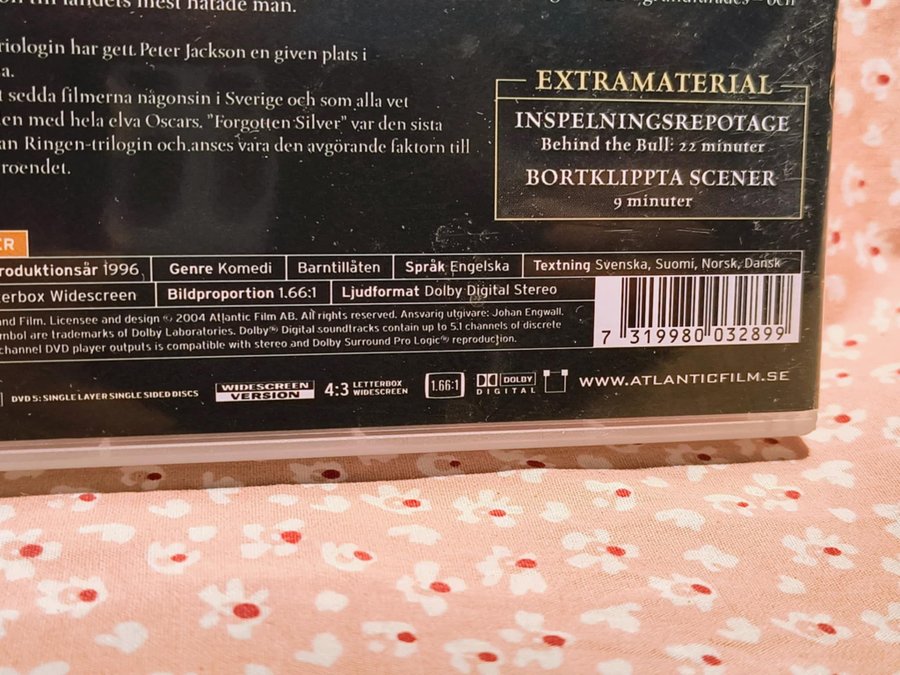 till landets mest hatade man.
riologin har gett Peter Jackson en given plats i
a.
t sedda filmerna någonsin i Sverige och som alla vet
en med hela elva Oscars. "Forgotten Silver" var den sista
an Ringen-trilogin och anses vara den avgörande faktorn till
roendet.
EXTRAMATERIAL
INSPELNINGSREPOTAGE
Behind the Bull: 22 minuter
BORTKLIPPTA SCENER
9 minuter
ER
roduktionsår 1996 Genre Komedi Barntillåten Språk Engelska Textning Svenska, Suomi, Norsk, Dansk
terbox Widescreen Bildproportion 1.66:1 Ljudformat Dolby Digital Stereo
nd Film. Licensee and design © 2004 Atlantic Film AB. All rights reserved. Ansvarig utgivare: Johan Engwall.
mbol are trademarks of Dolby Laboratories. Dolby® Digital soundtracks contain up to 5.1 channels of discrete
channel DVD player outputs is compatible with stereo and Dolby Surround Pro Logic® reproduction.
7 319980 032899
DVD 5: SINGLE LAYER SINGLE SIDED DISCS
WIDESCREEN
VERSION
4:3 LETTERBOX
WIDESCREEN
1.66:1
DOLBY
DIGITAL
WWW.ATLANTICFILM.SE